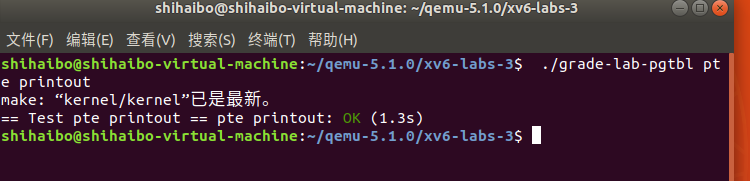 shihaibo@shihaibo-virtual-machine: ~/qemu-5.1.0/xv6-labs-3
文件(F) 编辑(E) 查看(V) 搜索(S) 终端(T) 帮助(H)
shihaibo@shihaibo-virtual-machine:~/qemu-5.1.0/xv6-labs-3$  ./grade-lab-pgtbl pt
e printout
make: “kernel/kernel”已是最新。
== Test pte printout == pte printout: OK (1.3s)
shihaibo@shihaibo-virtual-machine:~/qemu-5.1.0/xv6-labs-3$